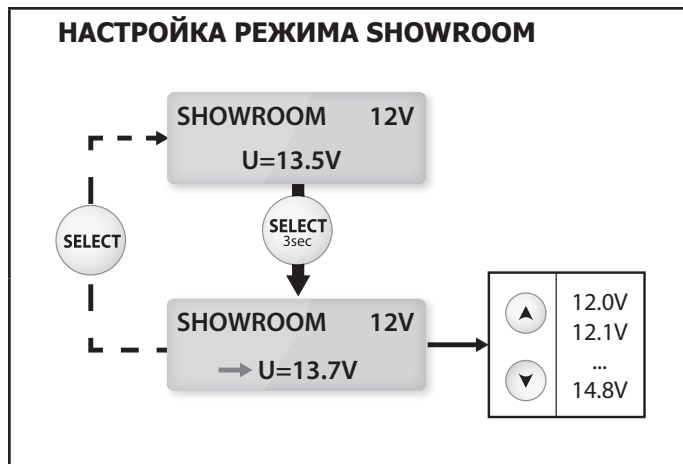 НАСТРОЙКА РЕЖИМА SHOWROOM
SHOWROOM 12V
U=13.5V
SELECT
SELECT
3sec
SHOWROOM 12V
U=13.7V
12.0V
12.1V
...
14.8V